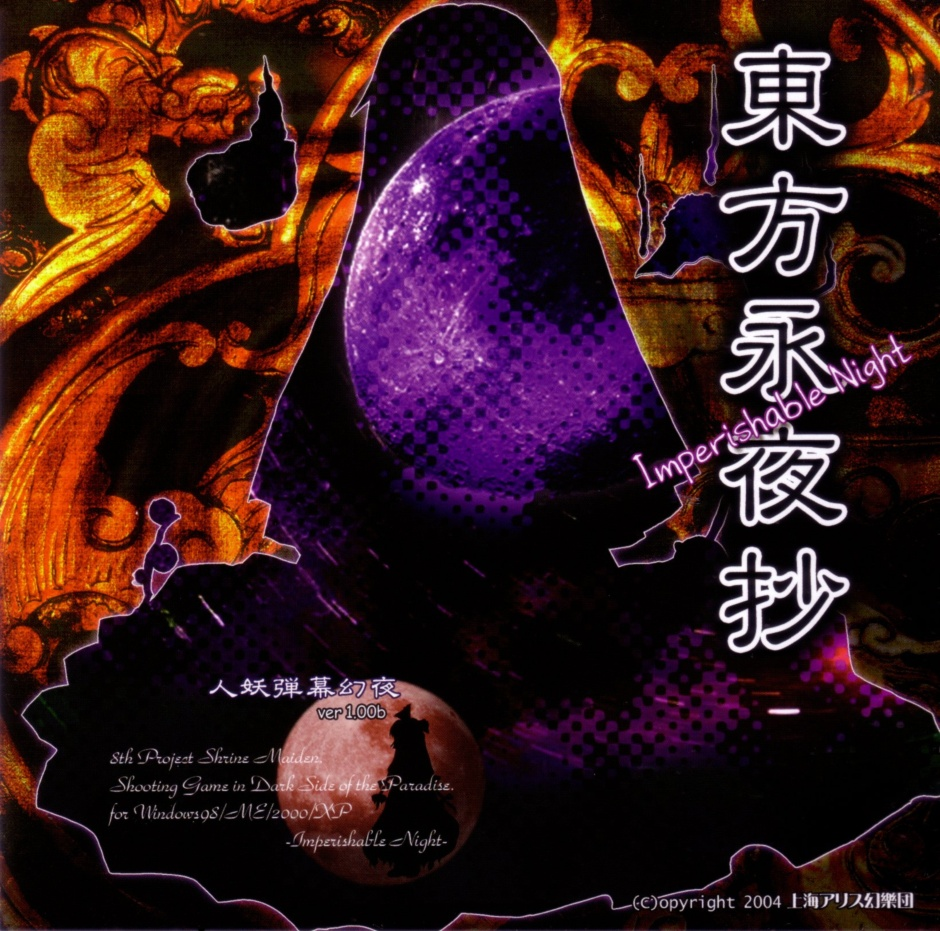 東方永夜抄
Imperishable Night
人妖弾幕幻夜
ver 1.00b
8th Project Shrine Maiden.
Shooting Game in Dark Side of the Paradise.
for Windows98/ME/2000/XP
-Imperishable Night-
(C)opyright 2004 上海アリス幻樂団